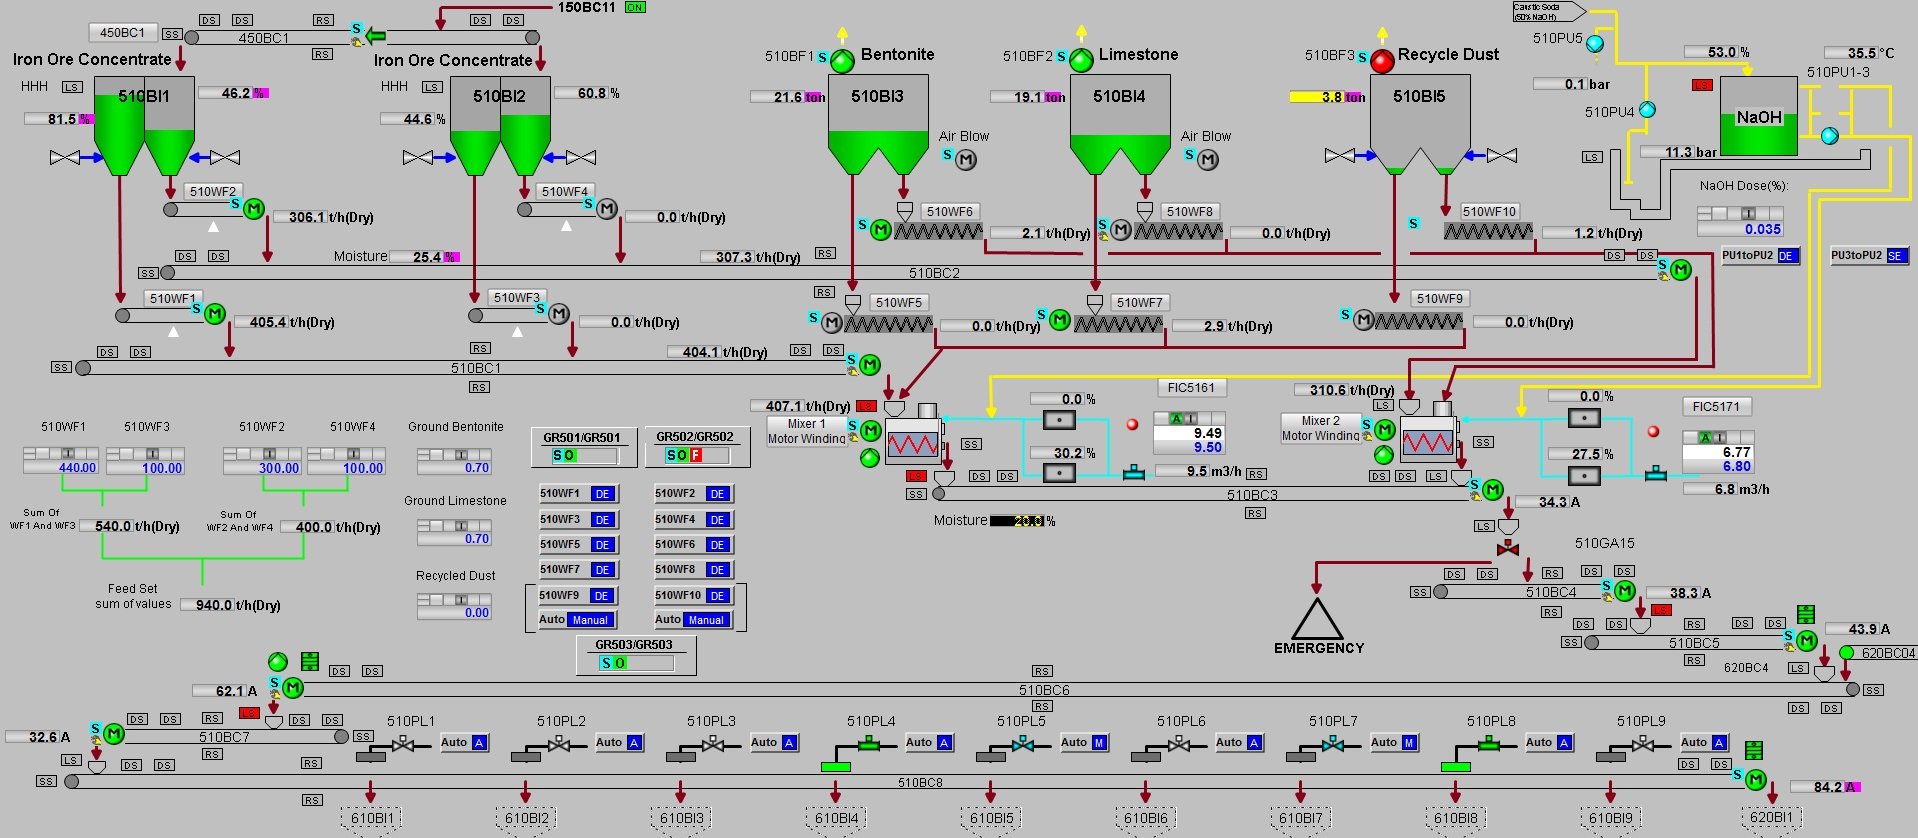 150BC11 ON
DS DS RS DS DS
450BC1 SS 450BC1 S
RS
Iron Ore Concentrate
Iron Ore Concentrate
HHH LS 510BI1 46.2 %
81.5 %
HHH LS 510BI2 60.8 %
44.6 %
510BF1 S Bentonite
21.6 ton 510BI3
Air Blow
S M
510BF2 S Limestone
19.1 ton 510BI4
Air Blow
S M
510BF3 S Recycle Dust
3.8 ton 510BI5
Caustic Soda
(50% NaOH)
510PU5
0.1 bar
510PU4
53.0 %
35.5 °C
510PU1-3
LS
NaOH
11.3 bar
LS
NaOH Dose(%):
I
0.035
PU1toPU2 DE
PU3toPU2 SE
510WF2
S M 306.1 t/h(Dry)
510WF4
S M 0.0 t/h(Dry)
510WF6
S M 2.1 t/h(Dry)
510WF8
S M 0.0 t/h(Dry)
510WF10
S 1.2 t/h(Dry)
DS DS
Moisture 25.4 %
307.3 t/h(Dry) RS
DS DS
SS 510BC2 S M
RS
510WF1
S M 405.4 t/h(Dry)
510WF3
S M 0.0 t/h(Dry)
510WF5
S M 0.0 t/h(Dry)
510WF7
S M 2.9 t/h(Dry)
510WF9
S M 0.0 t/h(Dry)
DS DS RS
404.1 t/h(Dry) DS DS
SS 510BC1 S M
RS
407.1 t/h(Dry) LS
Mixer 1
Motor Winding
S M
FIC5161
A I
9.49
9.50
0.0 %
30.2 %
9.5 m3/h
SS
310.6 t/h(Dry) LS
Mixer 2
Motor Winding
S M
FIC5171
A I
6.77
6.80
0.0 %
27.5 %
6.8 m3/h
SS
LS DS DS RS DS DS LS
SS 510BC3 S M
RS
34.3 A
Moisture 20.0 %
LS
510GA15
EMERGENCY
DS DS RS DS DS
SS 510BC4 S M
RS
38.3 A
LS
DS DS RS DS DS
SS 510BC5 S M
RS
43.9 A
620BC04
620BC4 LS
510WF1 510WF3 510WF2 510WF4
I I I I
440.00 100.00 300.00 100.00
Sum Of
WF1 And WF3 540.0 t/h(Dry)
Sum Of
WF2 And WF4 400.0 t/h(Dry)
Feed Set
sum of values 940.0 t/h(Dry)
Ground Bentonite
I
0.70
Ground Limestone
I
0.70
Recycled Dust
I
0.00
GR501/GR501
S O
GR502/GR502
S O F
510WF1 DE 510WF2 DE
510WF3 DE 510WF4 DE
510WF5 DE 510WF6 DE
510WF7 DE 510WF8 DE
510WF9 DE 510WF10 DE
Auto Manual Auto Manual
GR503/GR503
S O
DS DS RS
62.1 A S M 510BC6 SS
RS
DS DS
LS
DS DS RS DS DS
32.6 A S M 510BC7 SS
RS
LS DS DS RS
510PL1 Auto A
510PL2 Auto A
510PL3 Auto A
510PL4 Auto A
510PL5 Auto M
510PL6 Auto A
510PL7 Auto M
510PL8 Auto A
510PL9 Auto A
DS DS
SS 510BC8 S M
RS
84.2 A
610BI1 610BI2 610BI3 610BI4 610BI5 610BI6 610BI7 610BI8 610BI9 620BI1